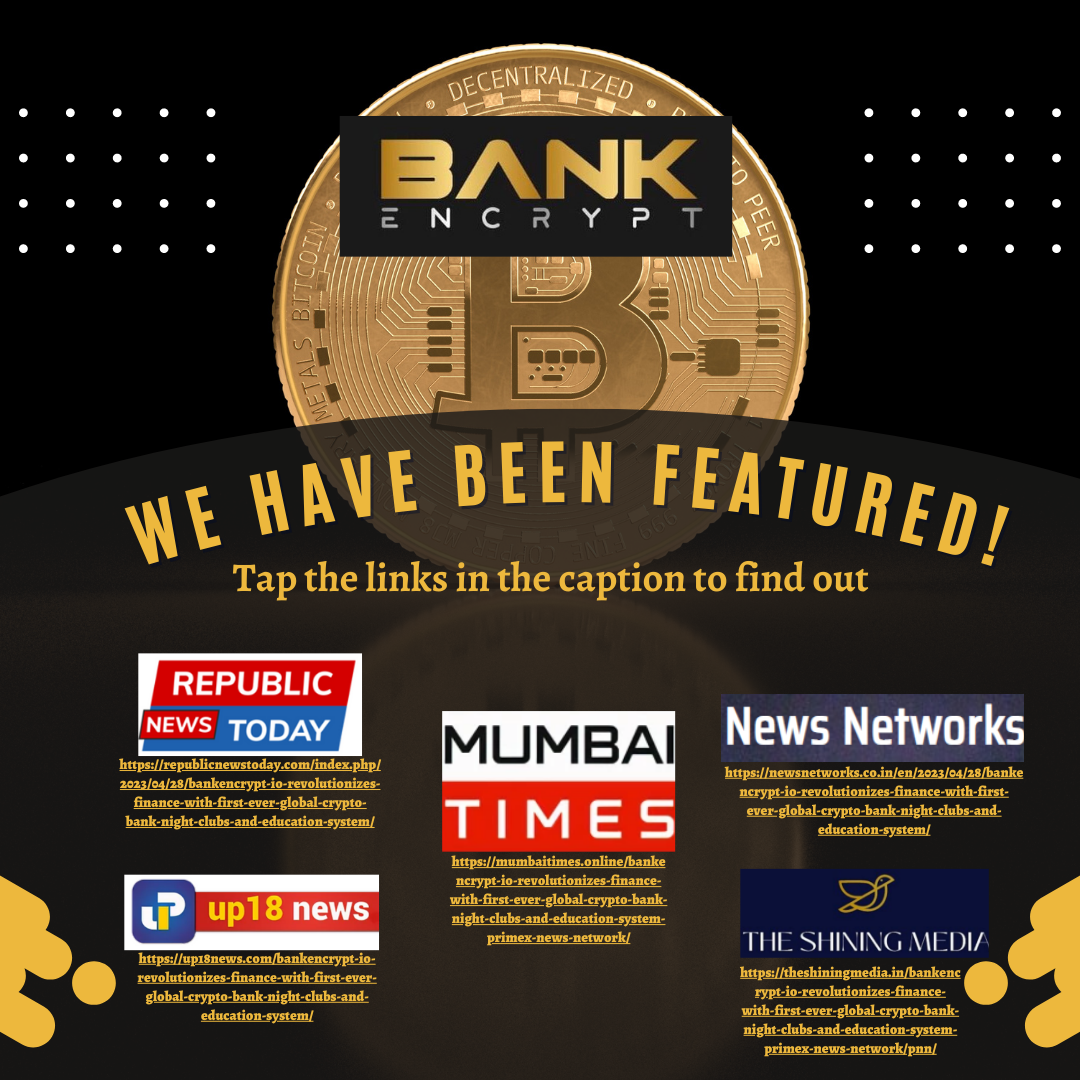 DECENTRALIZED
BANK
ENCRYPT
TO PEER
BITCOIN
METALS
WE HAVE BEEN FEATURED!
Tap the links in the caption to find out
REPUBLIC
NEWS TODAY
https://republicnewstoday.com/index.php/
2023/04/28/bankencrypt-io-revolutionizes-
finance-with-first-ever-global-crypto-
bank-night-clubs-and-education-system/
MUMBAI
TIMES
https://mumbaitimes.online/banke
ncrypt-io-revolutionizes-finance-
with-first-ever-global-crypto-bank-
night-clubs-and-education-system-
primex-news-network/
News Networks
https://newsnetworks.co.in/en/2023/04/28/banke
ncrypt-io-revolutionizes-finance-with-first-
ever-global-crypto-bank-night-clubs-and-
education-system/
up18 news
https://up18news.com/bankencrypt-io-
revolutionizes-finance-with-first-ever-
global-crypto-bank-night-clubs-and-
education-system/
THE SHINING MEDIA
https://theshiningmedia.in/bankenc
rypt-io-revolutionizes-finance-
with-first-ever-global-crypto-bank-
night-clubs-and-education-system-
primex-news-network/pnn/